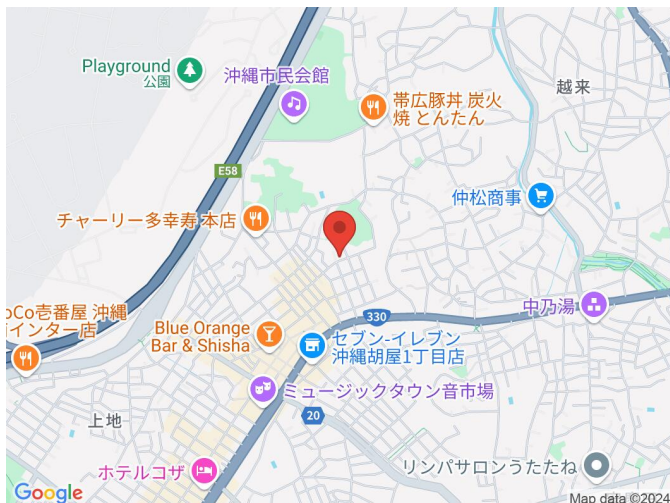 Playground
公園
沖縄市民会館
帯広豚丼 炭火
焼 とんたん
越来
E58
仲松商事
チャーリー多幸寿 本店
330
中乃湯
CoCo壱番屋 沖縄
インター店
Blue Orange
Bar & Shisha
セブン-イレブン
沖縄胡屋1丁目店
ミュージックタウン音市場
上地
20
ホテルコザ
リンパサロンうたたね
Google
Map data ©2024